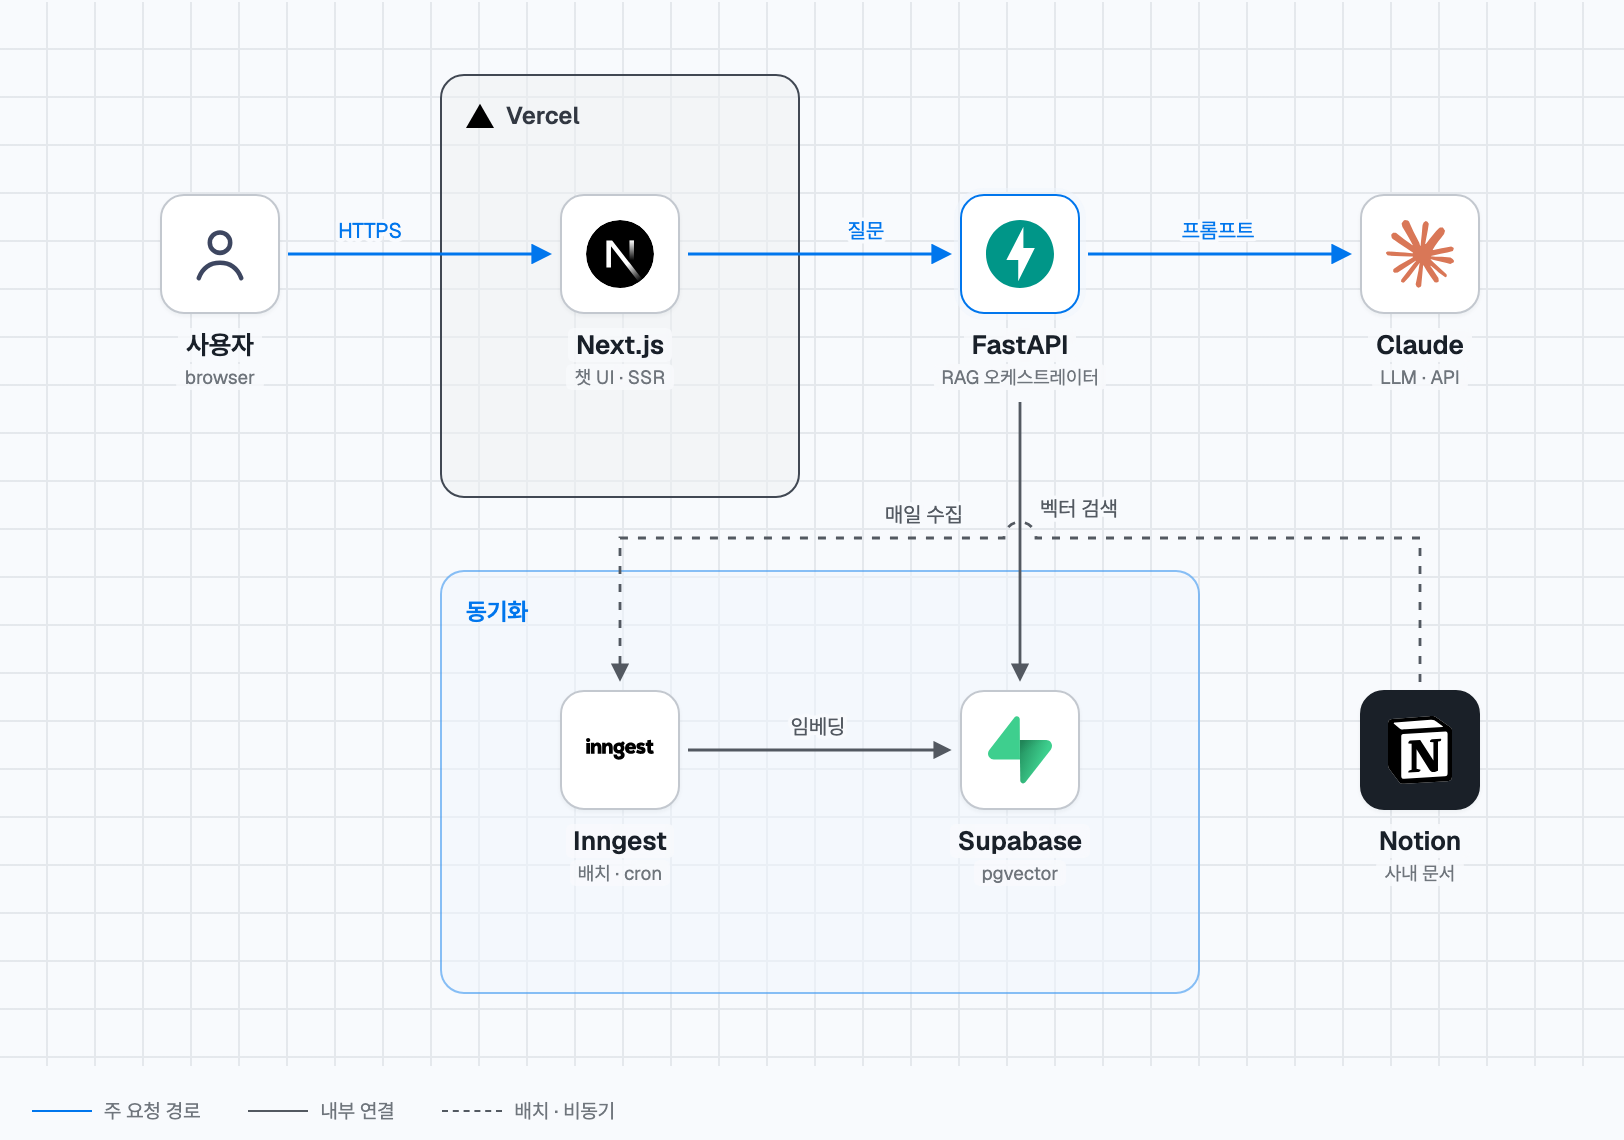 Vercel
HTTPS
질문
프롬프트
사용자
browser
Next.js
챗 UI · SSR
FastAPI
RAG 오케스트레이터
Claude
LLM · API
매일 수집
벡터 검색
동기화
inngest
임베딩
N
Inngest
배치 · cron
Supabase
pgvector
Notion
사내 문서
주 요청 경로
내부 연결
배치 · 비동기